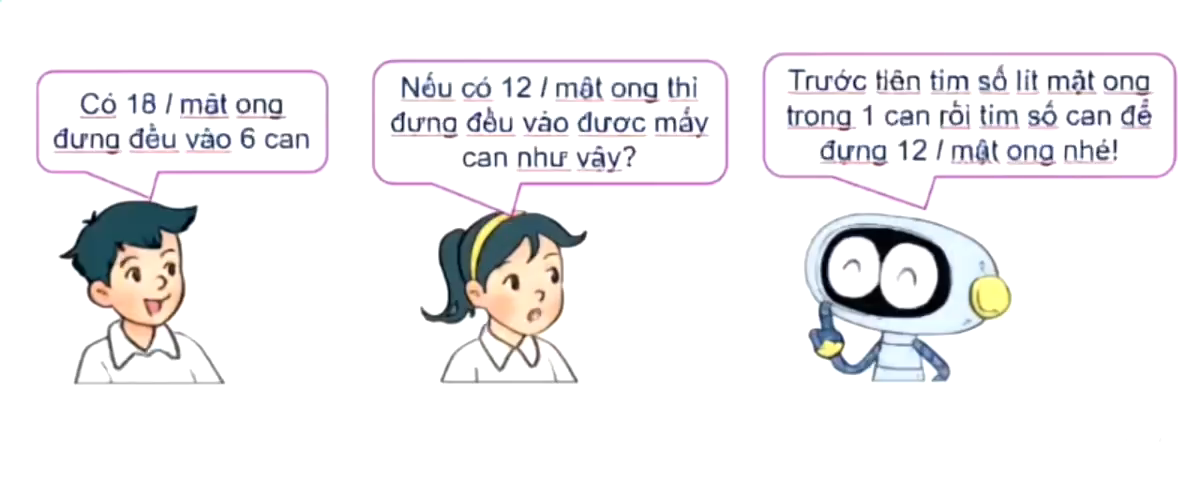 Có 18 l mật ong
đựng đều vào 6 can
Nếu có 12 l mật ong thì
đựng đều vào được mấy
can như vậy?
Trước tiên tìm số lít mật ong
trong 1 can rồi tìm số can để
đựng 12 l mật ong nhé!